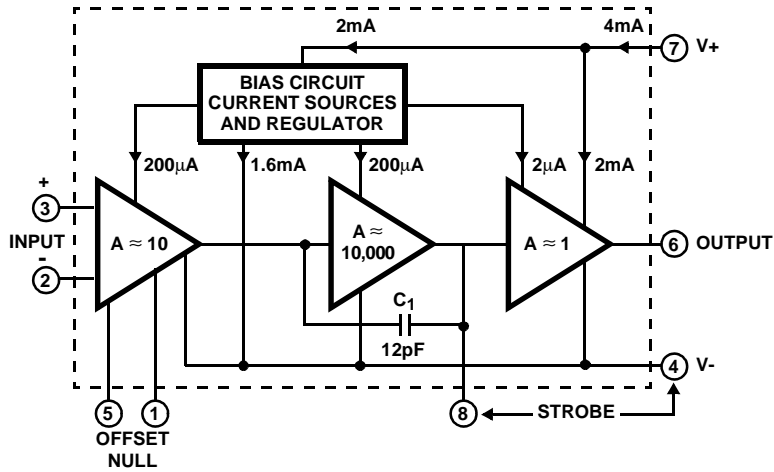 2mA
4mA
7 V+
BIAS CIRCUIT
CURRENT SOURCES
AND REGULATOR
200μA
1.6mA
200μA
2μA
2mA
+
3
INPUT
-
2
A ≈ 10
A ≈
10,000
A ≈ 1
6 OUTPUT
C1
12pF
4 V-
5
1
8
STROBE
OFFSET
NULL